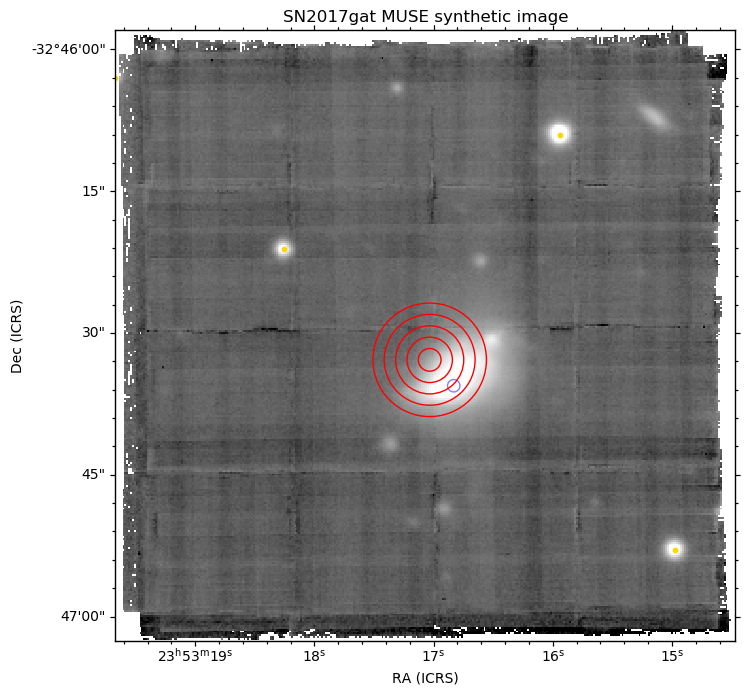 SN2017gat MUSE synthetic image
-32°46'00"
15"
30"
45"
47'00"
Dec (ICRS)
23ʰ53ᵐ19ˢ 18ˢ 17ˢ 16ˢ 15ˢ
RA (ICRS)